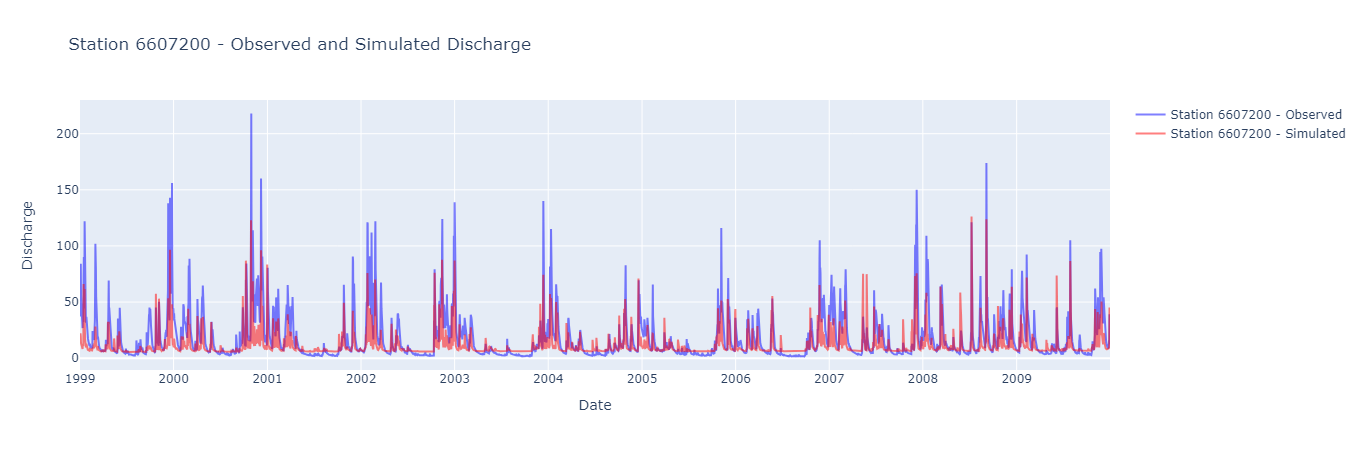 Station 6607200 - Observed and Simulated Discharge
Station 6607200 - Observed
Station 6607200 - Simulated
Discharge
200
150
100
50
0
1999 2000 2001 2002 2003 2004 2005 2006 2007 2008 2009
Date